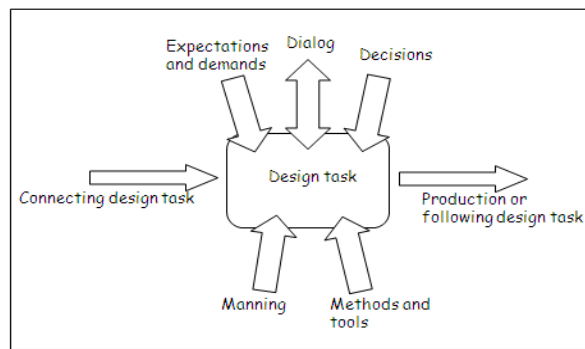 Expectations
and demands
Dialog
Decisions
Design task
Connecting design task
Production or
following design task
Manning
Methods and
tools